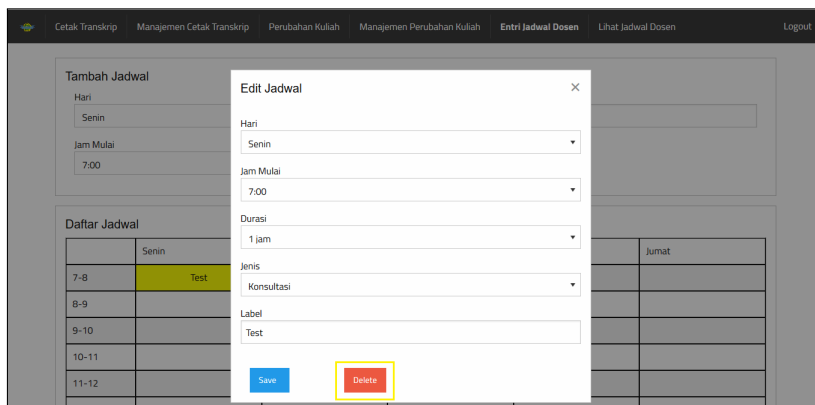 Cetak Transkrip Manajemen Cetak Transkrip Perubahan Kuliah Manajemen Perubahan Kuliah Entri Jadwal Dosen Lihat Jadwal Dosen Logout
Tambah Jadwal
Hari
Senin
Jam Mulai
7:00
Edit Jadwal ×
Hari
Senin
Jam Mulai
7:00
Durasi
1 jam
Jenis
Konsultasi
Label
Test
Save Delete
Daftar Jadwal
Senin Jumat
7-8 Test
8-9
9-10
10-11
11-12